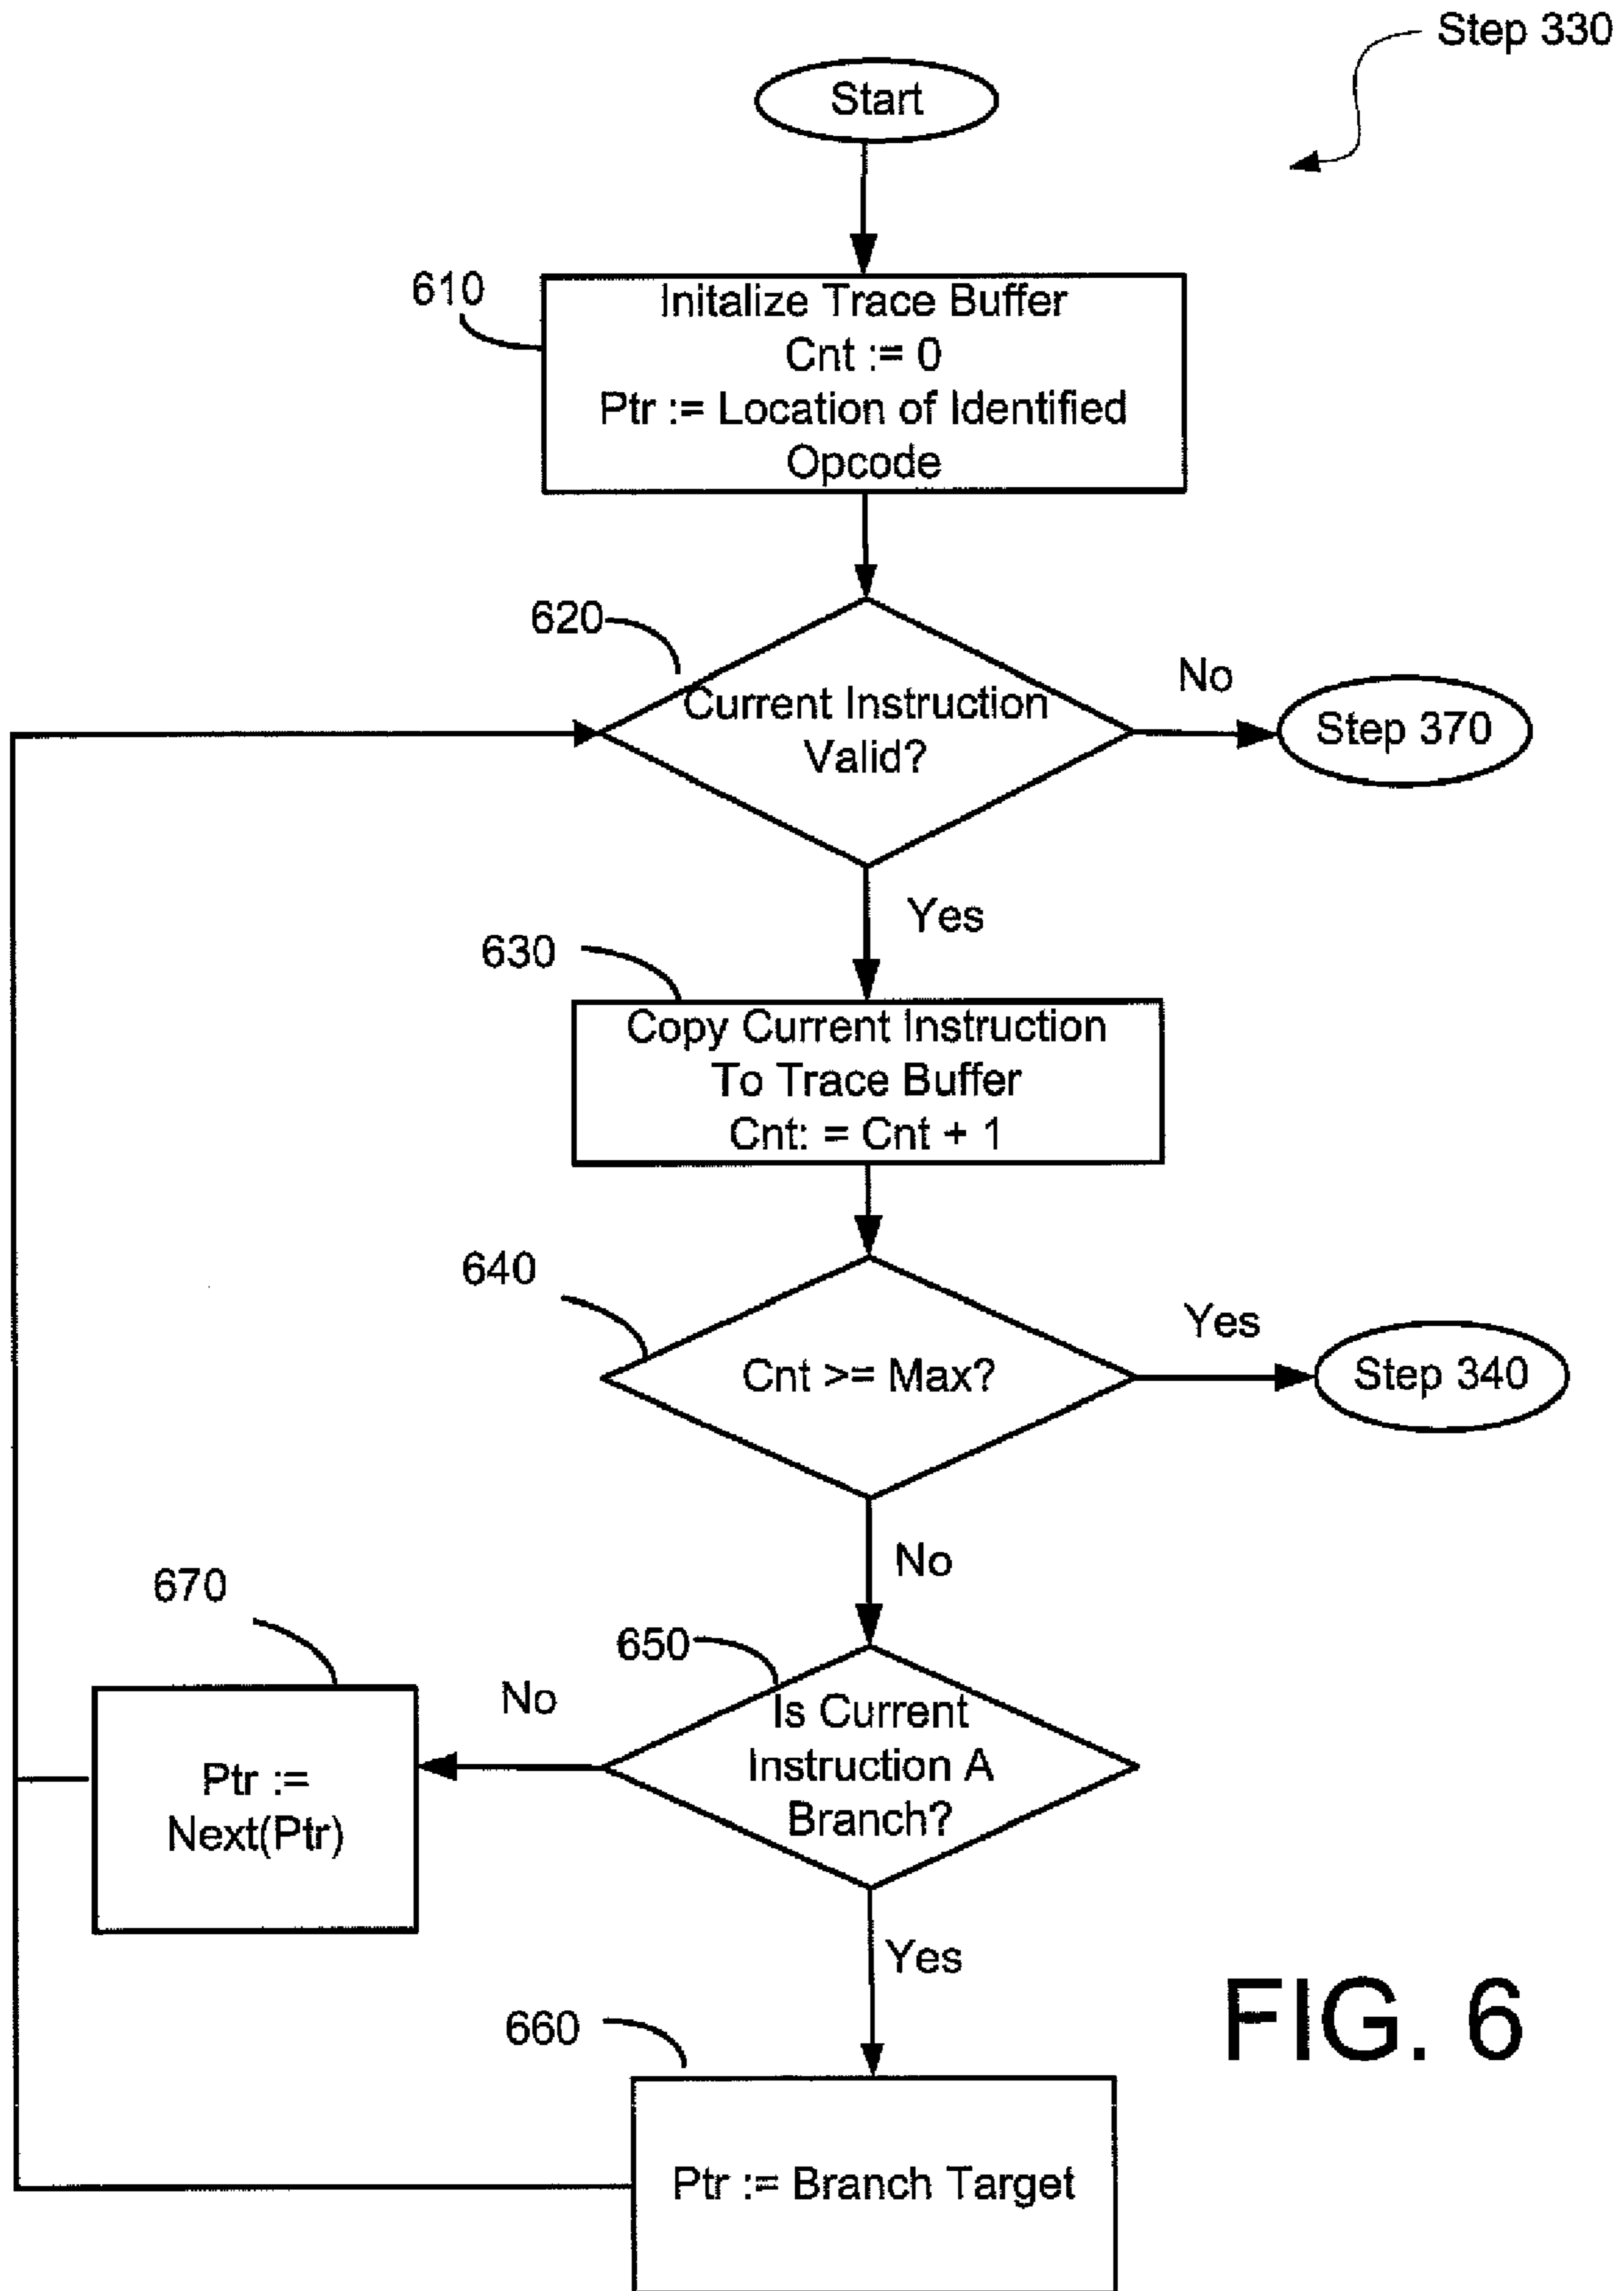 Step 330
Start
610
Initalize Trace Buffer
Cnt := 0
Ptr := Location of Identified
Opcode
620
Current Instruction
Valid?
No
Step 370
Yes
630
Copy Current Instruction
To Trace Buffer
Cnt: = Cnt + 1
640
Cnt >= Max?
Yes
Step 340
No
650
Is Current
Instruction A
Branch?
No
670
Ptr :=
Next(Ptr)
Yes
660
Ptr := Branch Target
FIG. 6